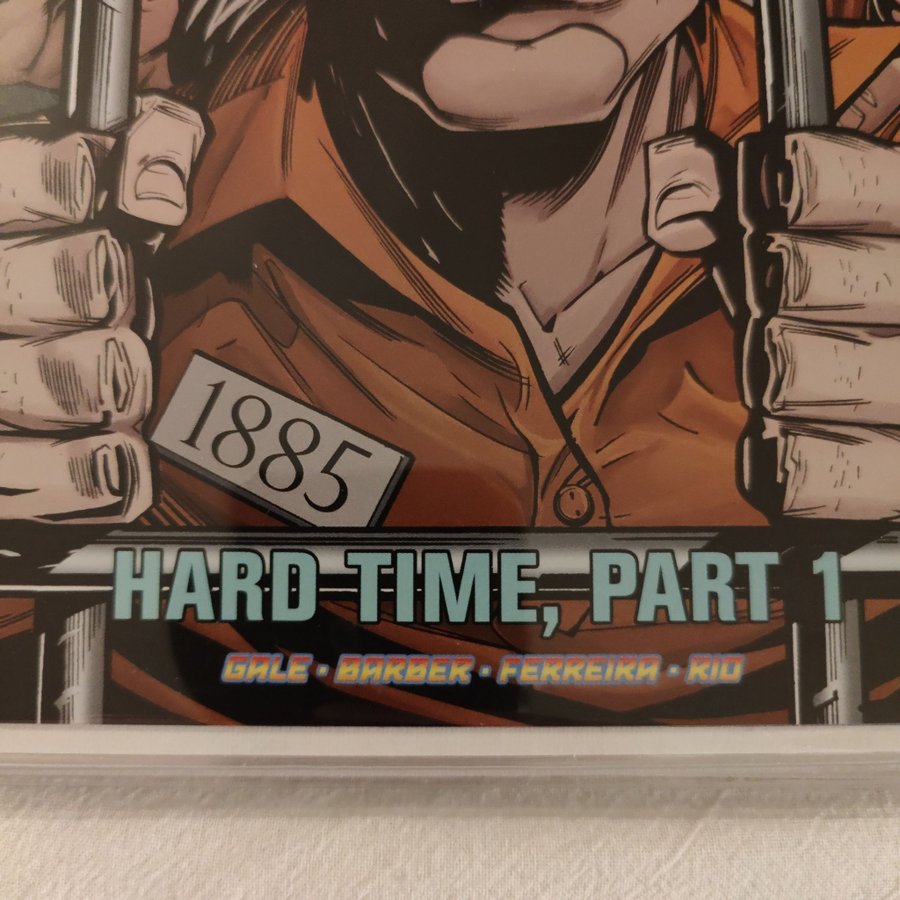 1885
HARD TIME, PART 1
GALE • BARBER • FERREIRA • RIO